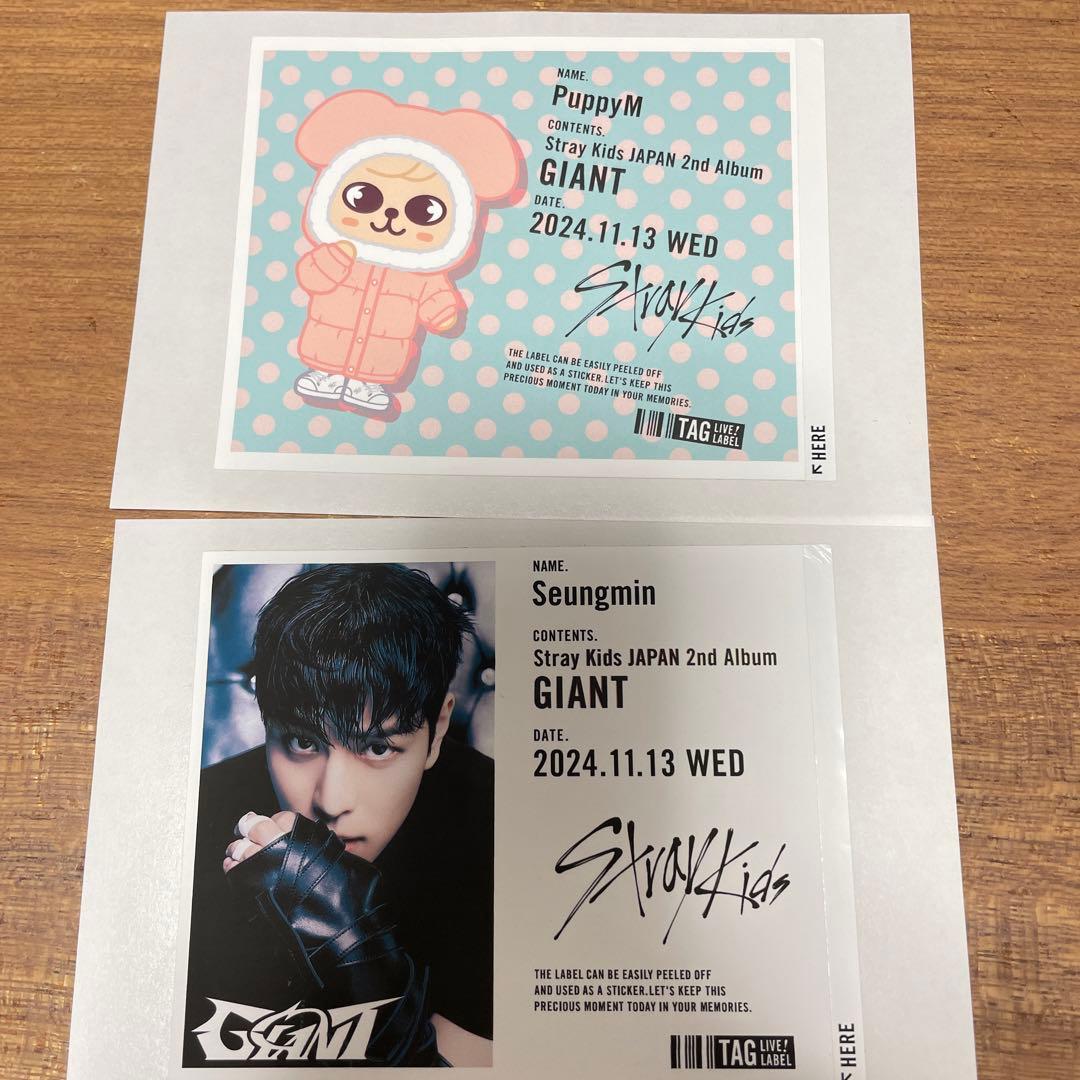 NAME.
PuppyM
CONTENTS.
Stray Kids JAPAN 2nd Album
GIANT
DATE.
2024.11.13 WED
StrayKids
THE LABEL CAN BE EASILY PEELED OFF
AND USED AS A STICKER.LET'S KEEP THIS
PRECIOUS MOMENT TODAY IN YOUR MEMORIES.
TAG LIVE! LABEL
HERE
NAME.
Seungmin
CONTENTS.
Stray Kids JAPAN 2nd Album
GIANT
DATE.
2024.11.13 WED
StrayKids
THE LABEL CAN BE EASILY PEELED OFF
AND USED AS A STICKER.LET'S KEEP THIS
PRECIOUS MOMENT TODAY IN YOUR MEMORIES.
GIANT
TAG LIVE! LABEL
HERE